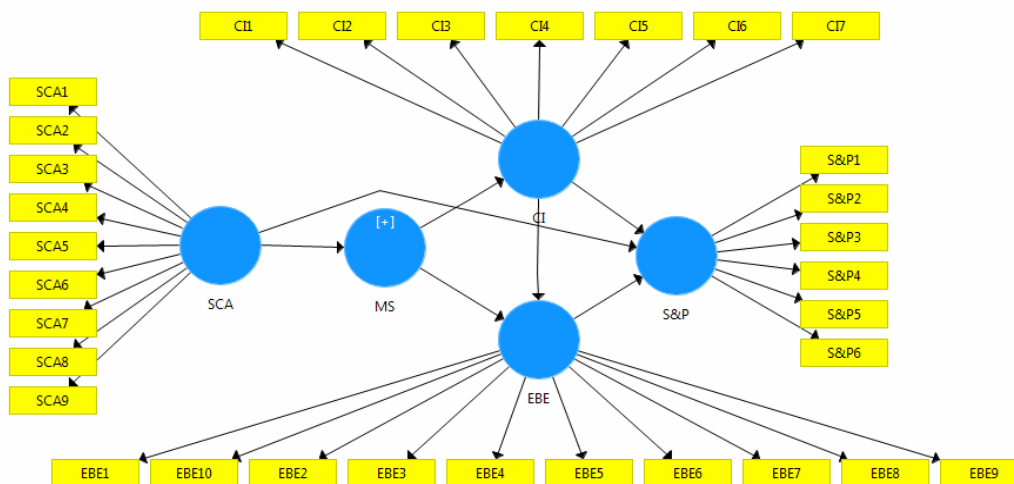 CI1 CI2 CI3 CI4 CI5 CI6 CI7
SCA1
SCA2
SCA3
SCA4
SCA5
SCA6
SCA7
SCA8
SCA9
SCA
[+]
MS
CI
EBE
S&P
S&P1
S&P2
S&P3
S&P4
S&P5
S&P6
EBE1 EBE10 EBE2 EBE3 EBE4 EBE5 EBE6 EBE7 EBE8 EBE9